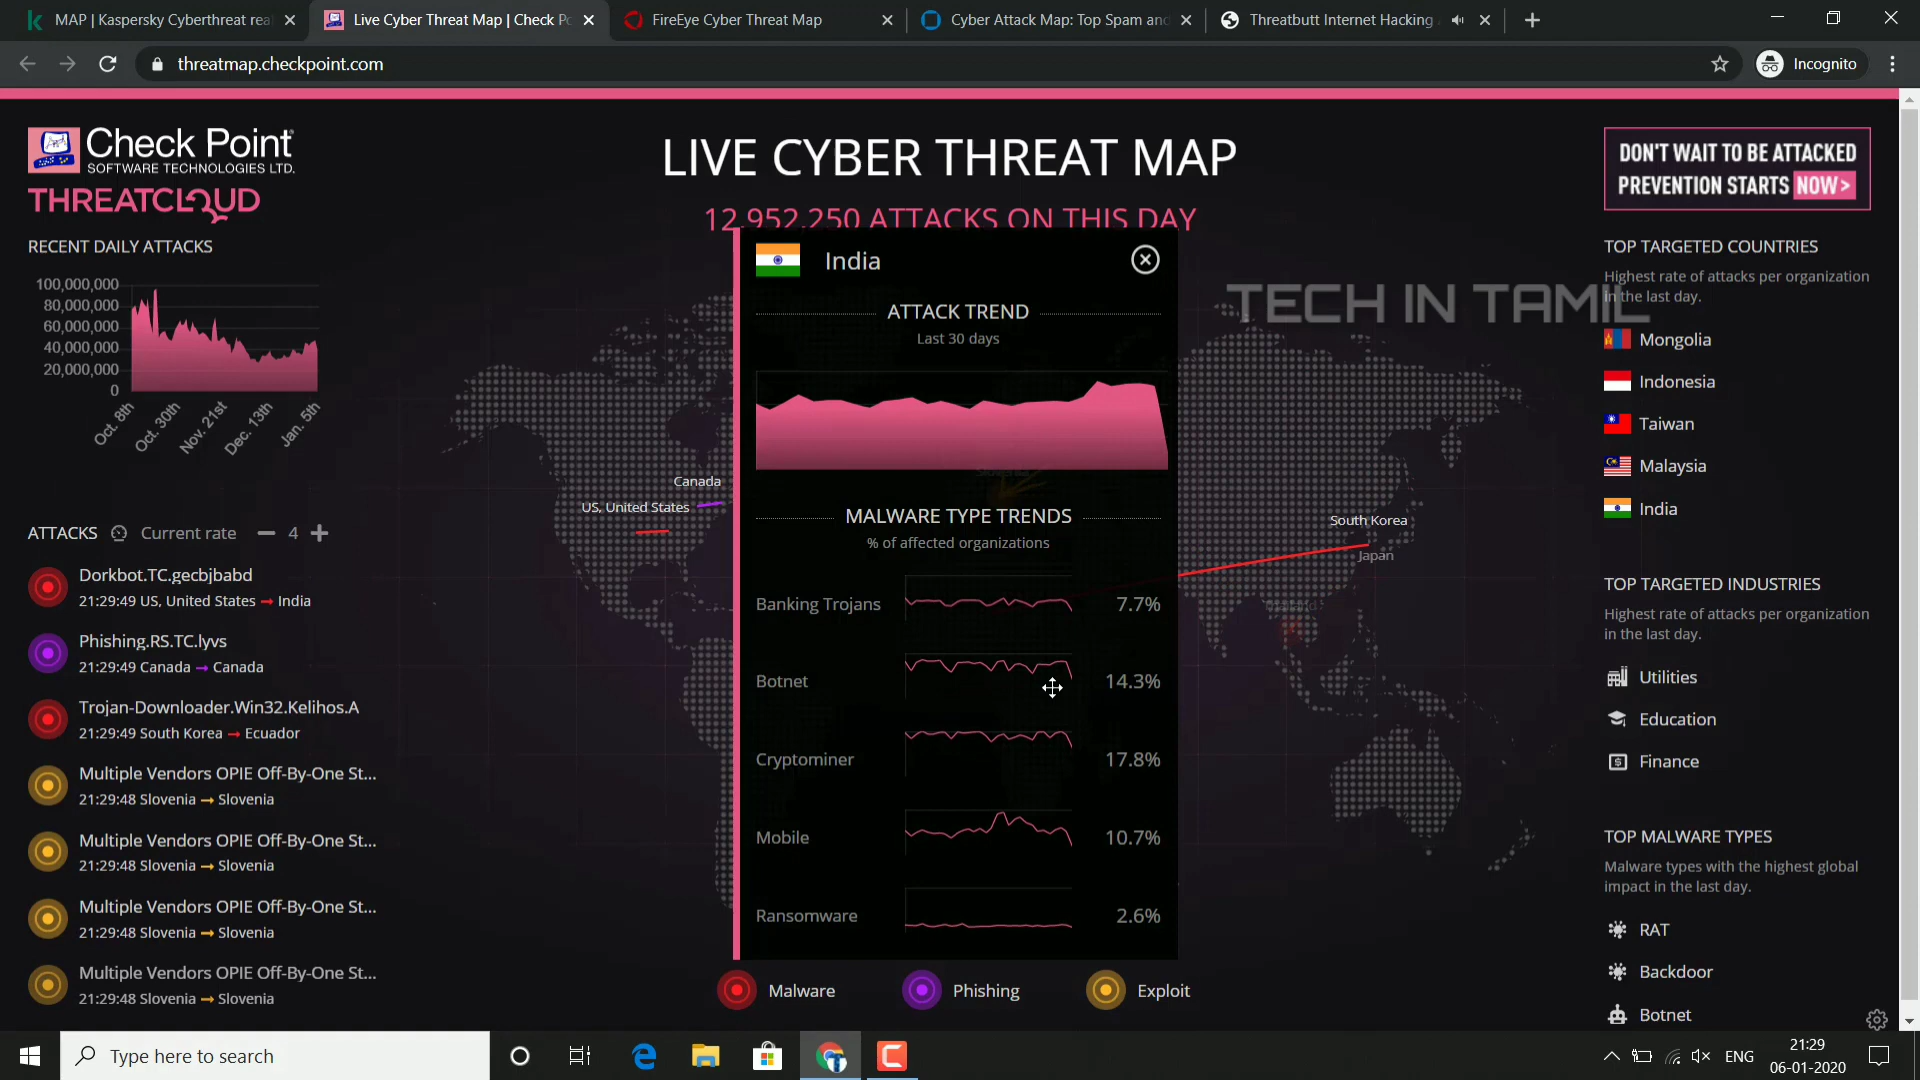 MAP | Kaspersky Cyberthreat rea
Live Cyber Threat Map | Check P
FireEye Cyber Threat Map
Cyber Attack Map: Top Spam and
Threatbutt Internet Hacking
threatmap.checkpoint.com
Incognito
Check Point
SOFTWARE TECHNOLOGIES LTD.
THREATCLOUD
RECENT DAILY ATTACKS
100,000,000
80,000,000
60,000,000
40,000,000
20,000,000
0
Oct. 8th
Oct. 30th
Nov. 21st
Dec. 13th
Jan. 5th
ATTACKS Current rate − 4 +
Dorkbot.TC.gecbjbabd
21:29:49 US, United States → India
Phishing.RS.TC.lyvs
21:29:49 Canada → Canada
Trojan-Downloader.Win32.Kelihos.A
21:29:49 South Korea → Ecuador
Multiple Vendors OPIE Off-By-One St...
21:29:48 Slovenia → Slovenia
Multiple Vendors OPIE Off-By-One St...
21:29:48 Slovenia → Slovenia
Multiple Vendors OPIE Off-By-One St...
21:29:48 Slovenia → Slovenia
Multiple Vendors OPIE Off-By-One St...
21:29:48 Slovenia → Slovenia
LIVE CYBER THREAT MAP
12,952,250 ATTACKS ON THIS DAY
Canada
US, United States
South Korea
Japan
India
ATTACK TREND
Last 30 days
MALWARE TYPE TRENDS
% of affected organizations
Banking Trojans 7.7%
Botnet 14.3%
Cryptominer 17.8%
Mobile 10.7%
Ransomware 2.6%
Malware
Phishing
Exploit
TECH IN TAMIL
DON'T WAIT TO BE ATTACKED
PREVENTION STARTS NOW>
TOP TARGETED COUNTRIES
Highest rate of attacks per organization
in the last day.
Mongolia
Indonesia
Taiwan
Malaysia
India
TOP TARGETED INDUSTRIES
Highest rate of attacks per organization
in the last day.
Utilities
Education
Finance
TOP MALWARE TYPES
Malware types with the highest global
impact in the last day.
RAT
Backdoor
Botnet
Type here to search
ENG
21:29
06-01-2020